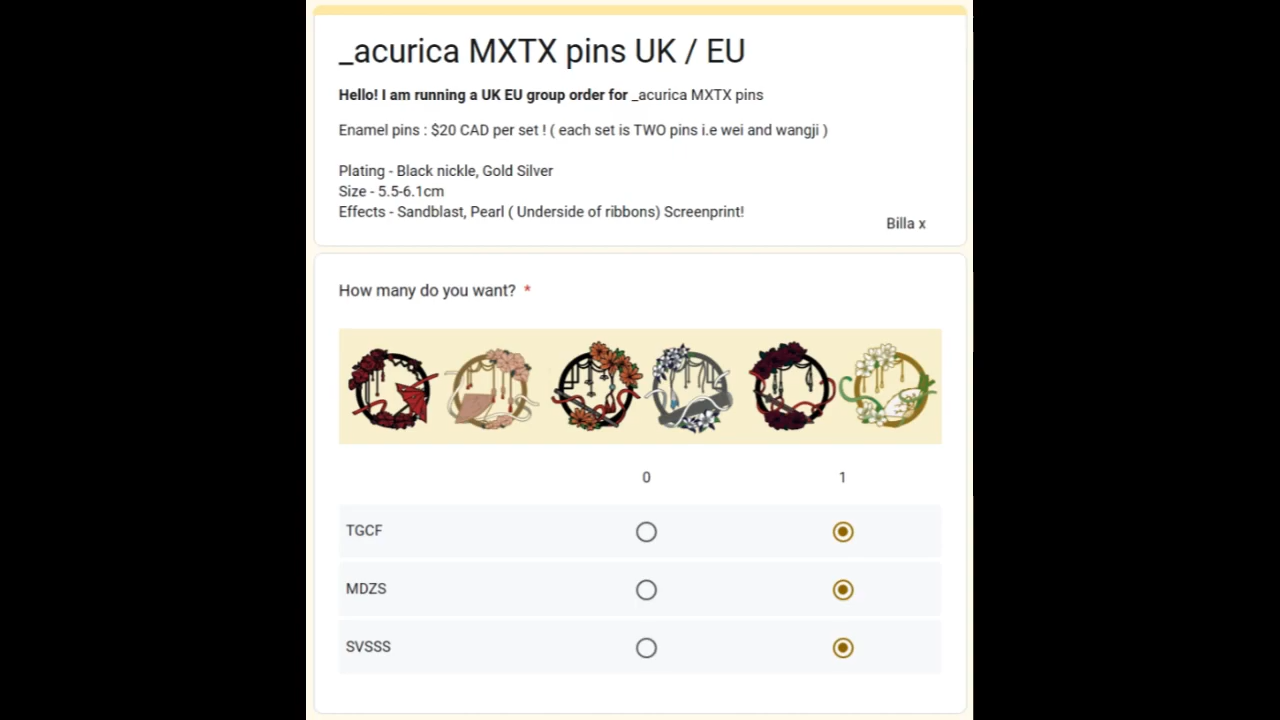 _acurica MXTX pins UK / EU
Hello! I am running a UK EU group order for _acurica MXTX pins
Enamel pins : $20 CAD per set ! ( each set is TWO pins i.e wei and wangji )
Plating - Black nickle, Gold Silver
Size - 5.5-6.1cm
Effects - Sandblast, Pearl ( Underside of ribbons) Screenprint!
Billa x
How many do you want? *
0 1
TGCF
MDZS
SVSSS